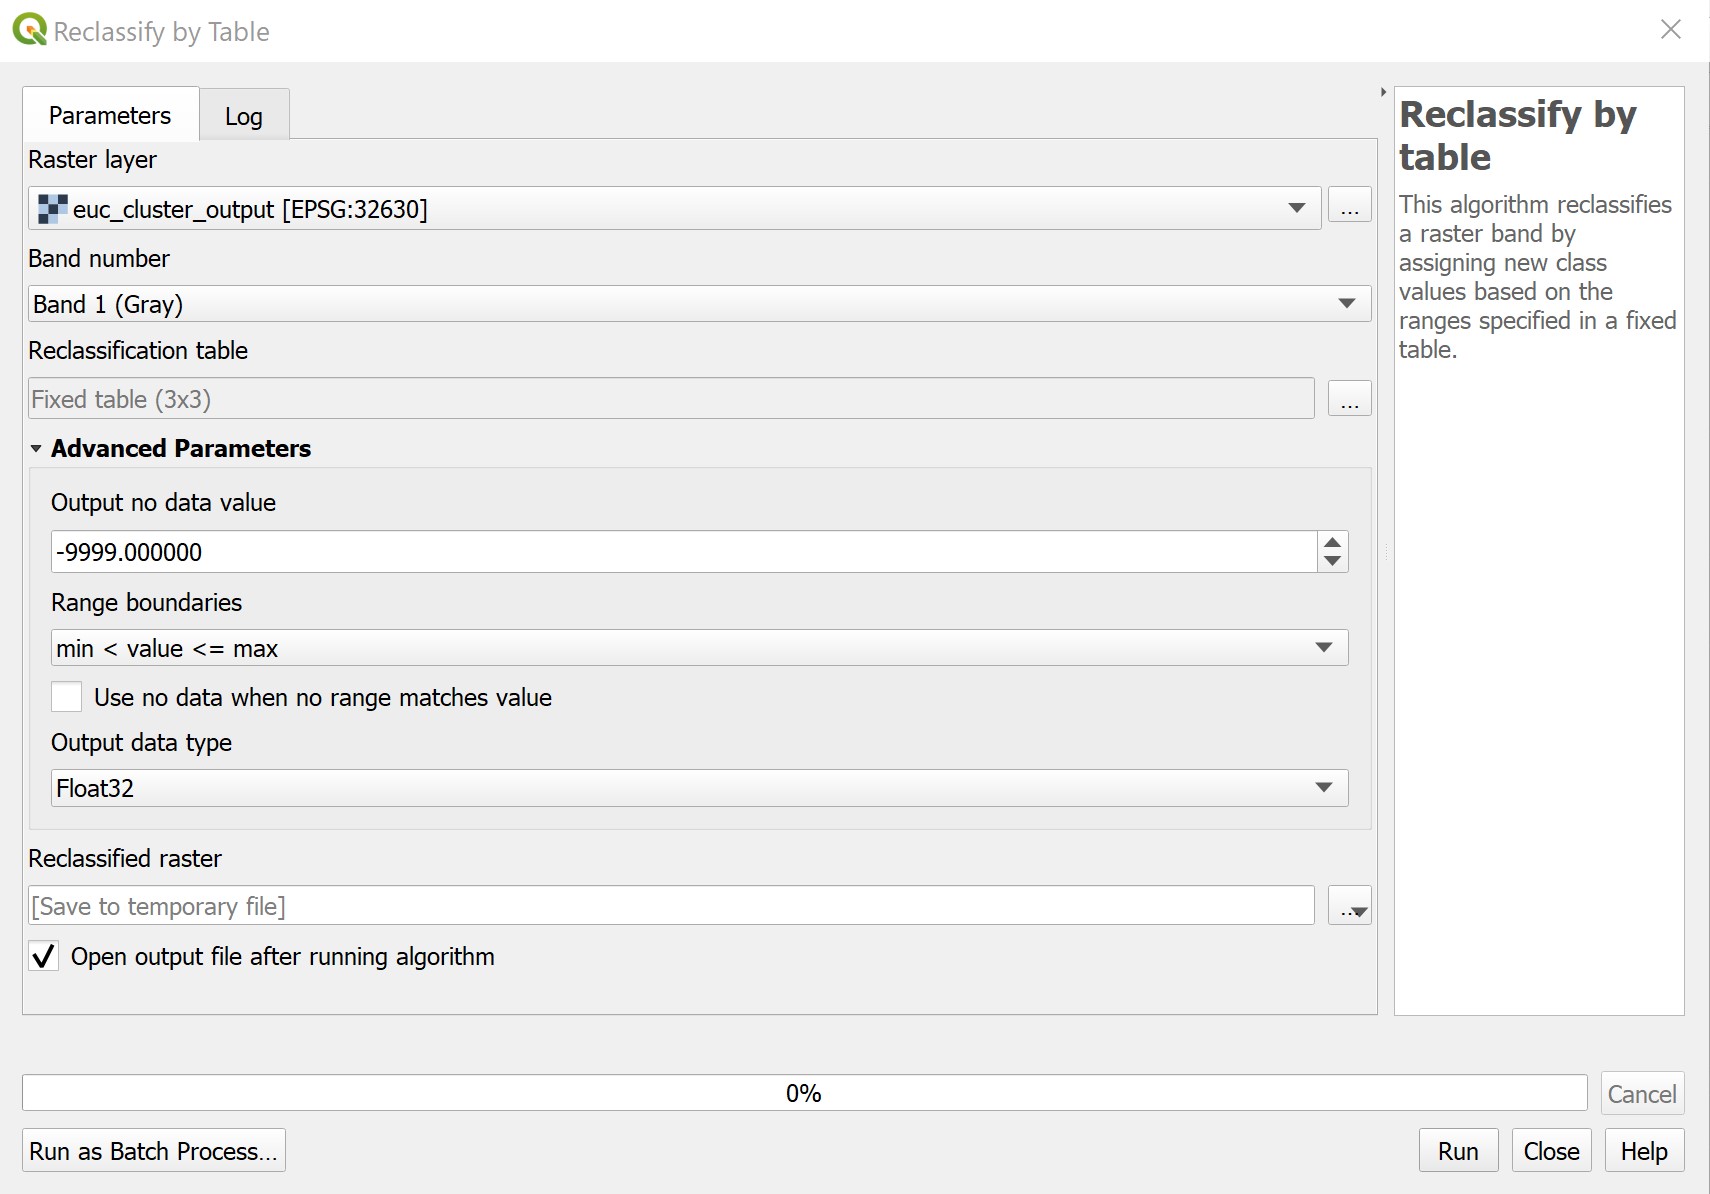 Reclassify by Table
Parameters
Log
Raster layer
euc_cluster_output [EPSG:32630]
...
Band number
Band 1 (Gray)
Reclassification table
Fixed table (3x3)
...
Advanced Parameters
Output no data value
-9999.000000
Range boundaries
min < value <= max
Use no data when no range matches value
Output data type
Float32
Reclassified raster
[Save to temporary file]
...
Open output file after running algorithm
Reclassify by
table
This algorithm reclassifies
a raster band by
assigning new class
values based on the
ranges specified in a fixed
table.
0%
Cancel
Run as Batch Process...
Run
Close
Help